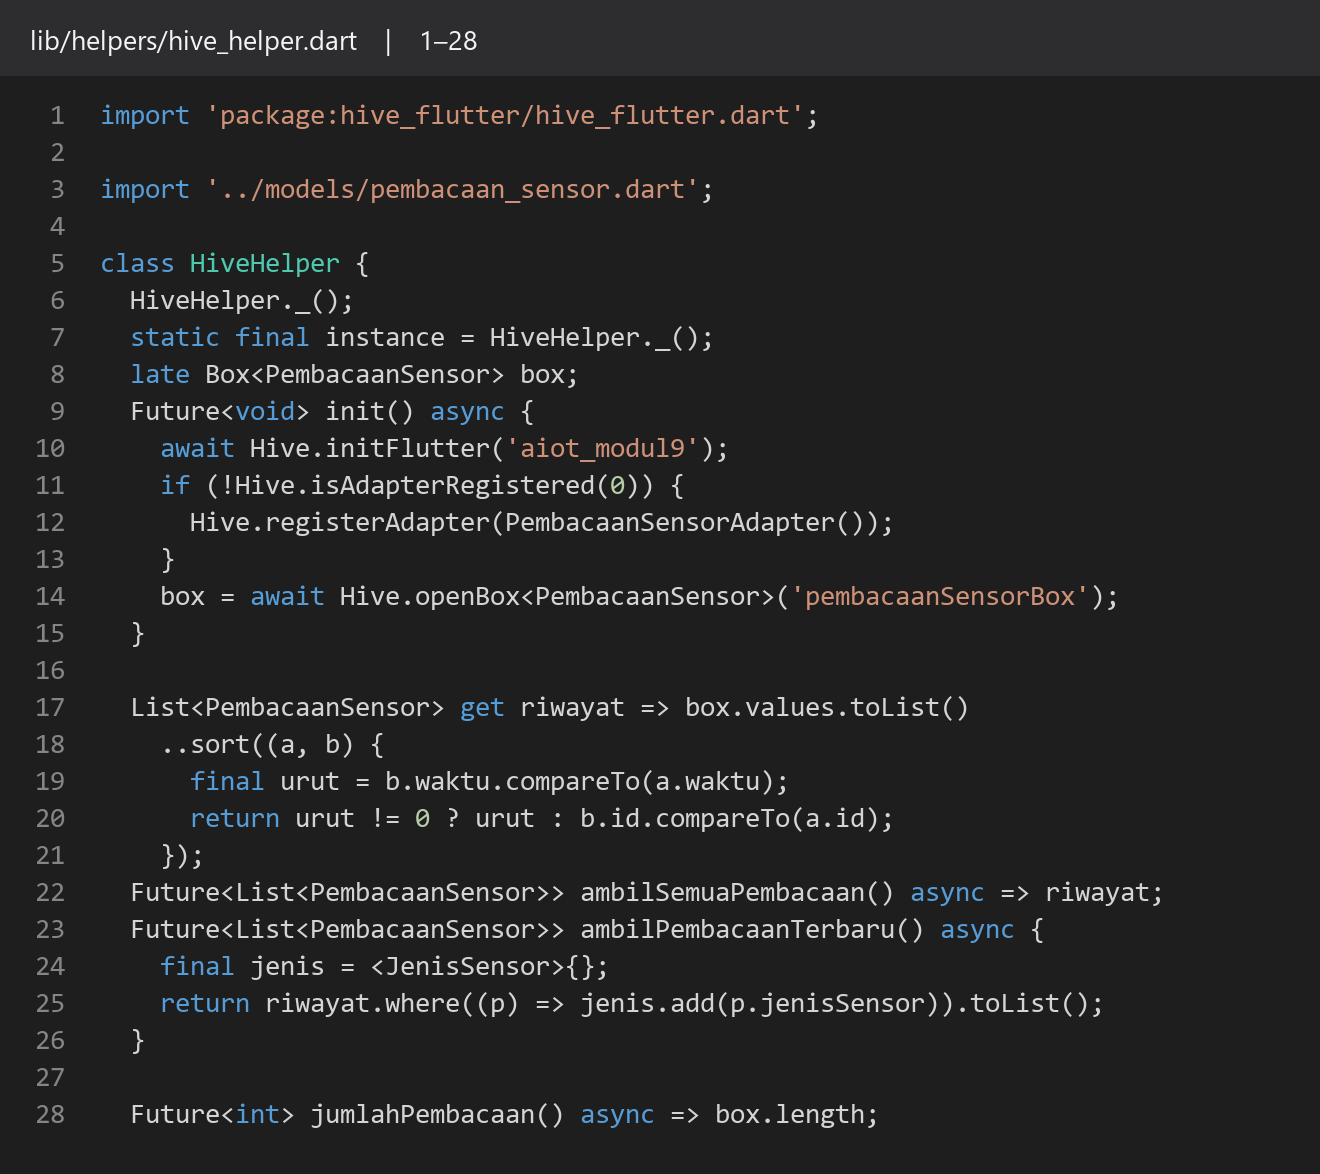 lib/helpers/hive_helper.dart | 1–28
1 import 'package:hive_flutter/hive_flutter.dart';
2
3 import '../models/pembacaan_sensor.dart';
4
5 class HiveHelper {
6   HiveHelper._();
7   static final instance = HiveHelper._();
8   late Box<PembacaanSensor> box;
9   Future<void> init() async {
10     await Hive.initFlutter('aiot_modul9');
11     if (!Hive.isAdapterRegistered(0)) {
12       Hive.registerAdapter(PembacaanSensorAdapter());
13     }
14     box = await Hive.openBox<PembacaanSensor>('pembacaanSensorBox');
15   }
16
17   List<PembacaanSensor> get riwayat => box.values.toList()
18     ..sort((a, b) {
19       final urut = b.waktu.compareTo(a.waktu);
20       return urut != 0 ? urut : b.id.compareTo(a.id);
21     });
22   Future<List<PembacaanSensor>> ambilSemuaPembacaan() async => riwayat;
23   Future<List<PembacaanSensor>> ambilPembacaanTerbaru() async {
24     final jenis = <JenisSensor>{};
25     return riwayat.where((p) => jenis.add(p.jenisSensor)).toList();
26   }
27
28   Future<int> jumlahPembacaan() async => box.length;